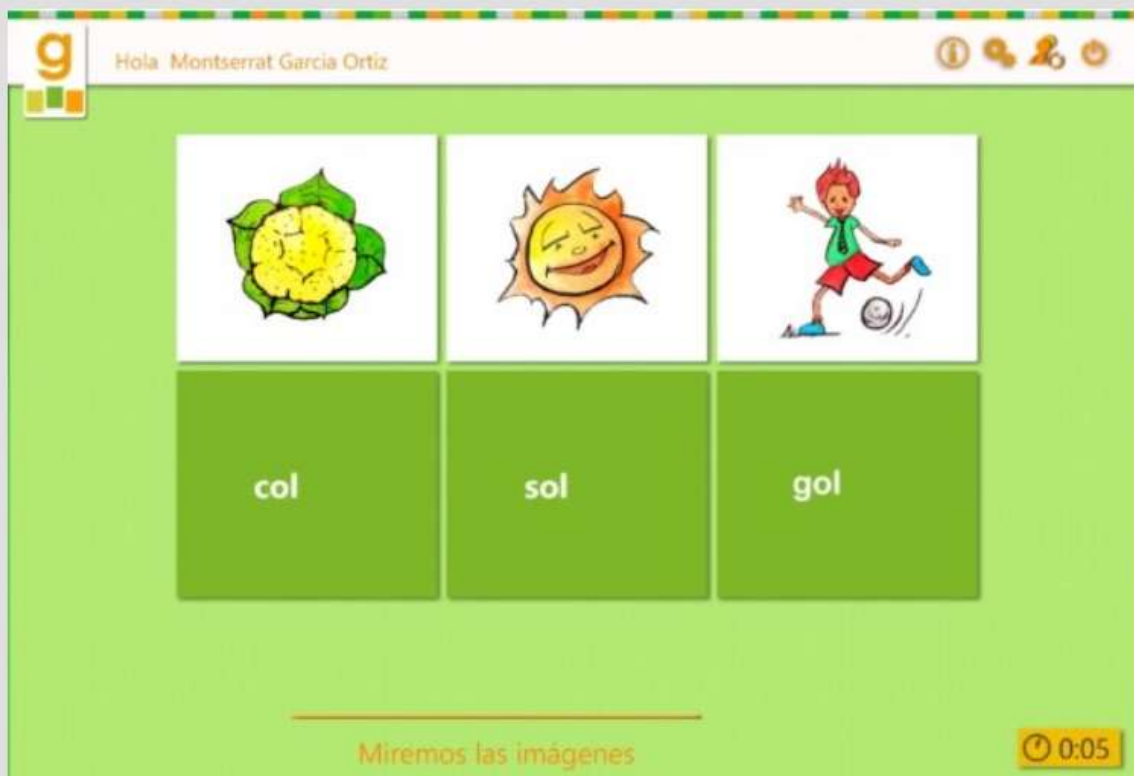 g
Hola Montserrat Garcia Ortiz
col
sol
gol
Miremos las imágenes
0:05